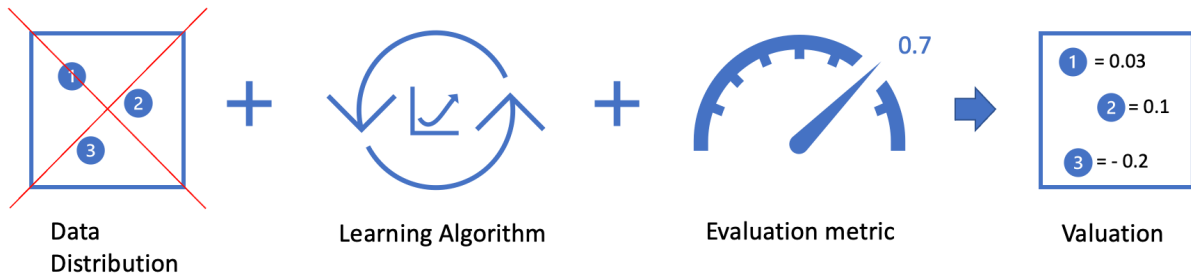 1
2
3
0.7
1 = 0.03
2 = 0.1
3 = - 0.2
Data
Distribution
Learning Algorithm
Evaluation metric
Valuation